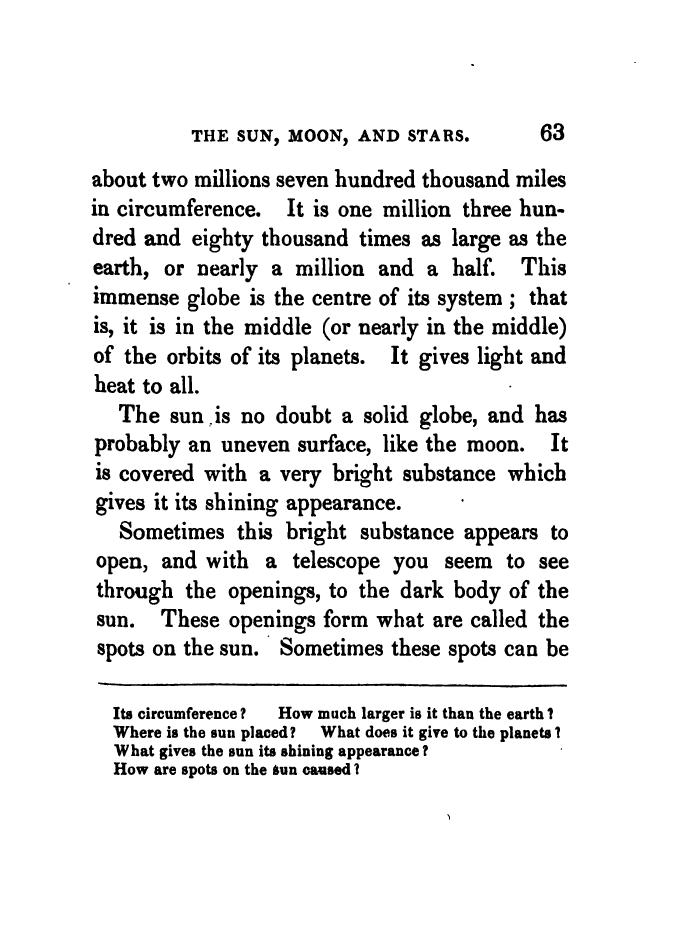 THE SUN, MOON, AND STARS. 63
about two millions seven hundred thousand miles
in circumference. It is one million three hun-
dred and eighty thousand times as large as the
earth, or nearly a million and a half. This
immense globe is the centre of its system ; that
is, it is in the middle (or nearly in the middle)
of the orbits of its planets. It gives light and
heat to all.
The sun is no doubt a solid globe, and has
probably an uneven surface, like the moon. It
is covered with a very bright substance which
gives it its shining appearance.
Sometimes this bright substance appears to
open, and with a telescope you seem to see
through the openings, to the dark body of the
sun. These openings form what are called the
spots on the sun. Sometimes these spots can be
Its circumference? How much larger is it than the earth?
Where is the sun placed? What does it give to the planets?
What gives the sun its shining appearance?
How are spots on the sun caused?